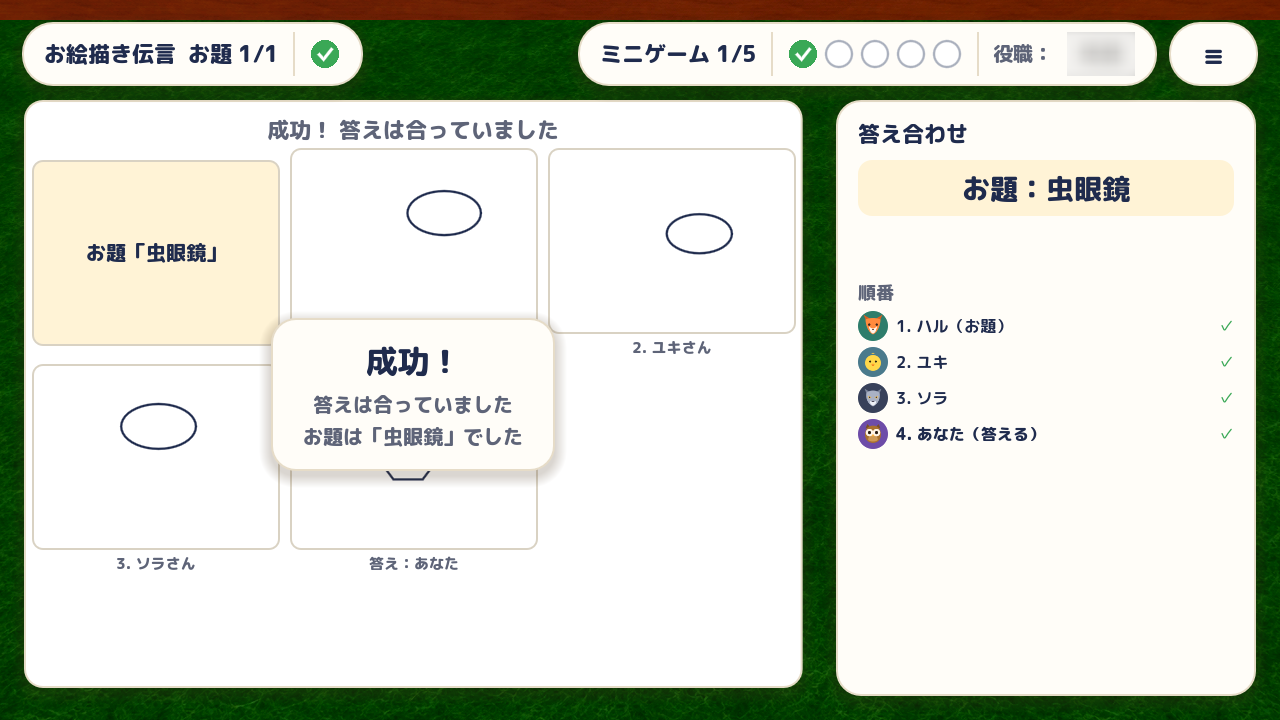 お絵描き伝言 お題 1/1
ミニゲーム 1/5
役職：
成功！ 答えは合っていました
お題「虫眼鏡」
2. ユキさん
成功！
答えは合っていました
お題は「虫眼鏡」でした
3. ソラさん
答え：あなた
答え合わせ
お題：虫眼鏡
順番
1. ハル（お題）
2. ユキ
3. ソラ
4. あなた（答える）